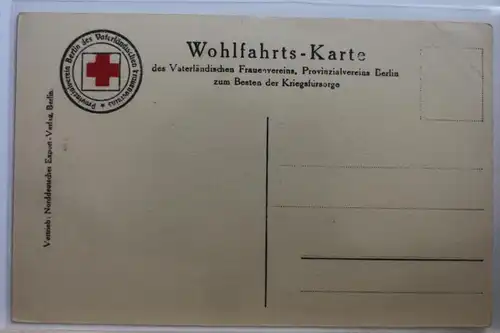 Provinzialverein Berlin des Vaterländischen Frauenvereins
Wohlfahrts-Karte
des Vaterländischen Frauenvereins, Provinzialvereins Berlin
zum Besten der Kriegsfürsorge
Vertrieb: Norddeutscher Export-Verlag, Berlin.